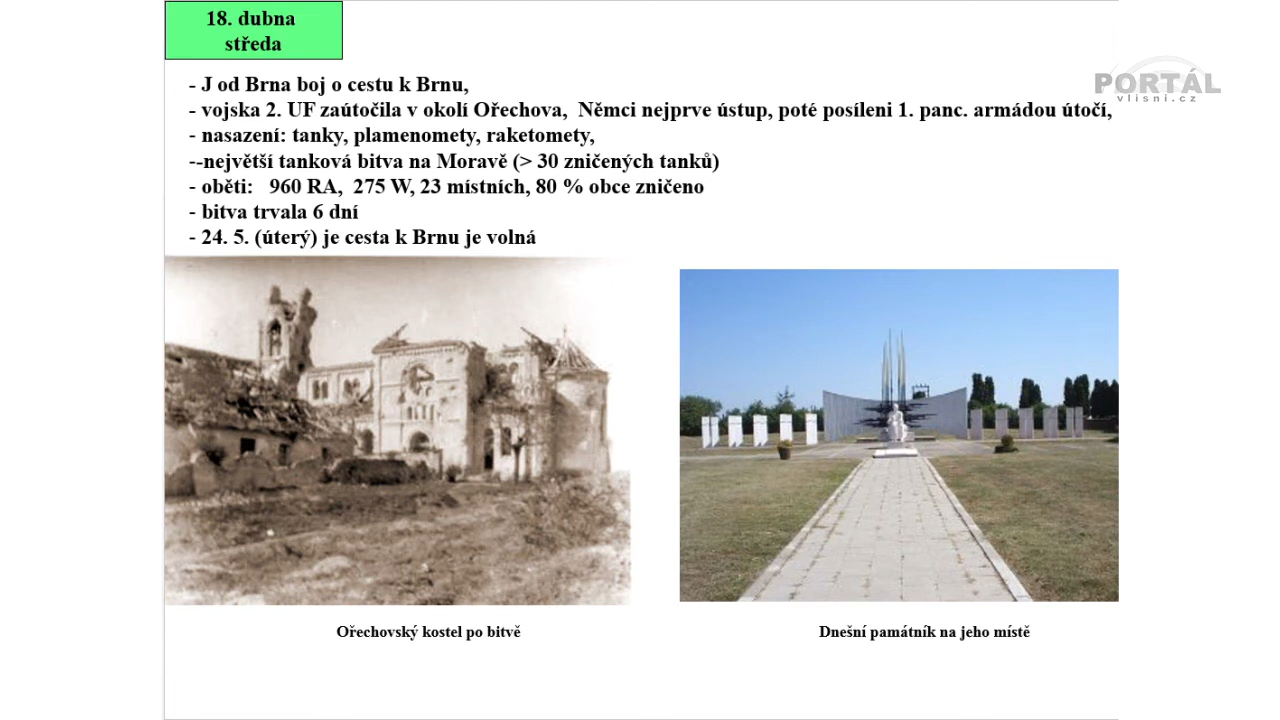 18. dubna
středa
- J od Brna boj o cestu k Brnu,
- vojska 2. UF zaútočila v okolí Ořechova,  Němci nejprve ústup, poté posíleni 1. panc. armádou útočí,
- nasazení: tanky, plamenomety, raketomety,
--největší tanková bitva na Moravě (> 30 zničených tanků)
- oběti:   960 RA,  275 W, 23 místních, 80 % obce zničeno
- bitva trvala 6 dní
- 24. 5. (úterý) je cesta k Brnu je volná
PORTÁL
vlisni.cz
Ořechovský kostel po bitvě
Dnešní památník na jeho místě